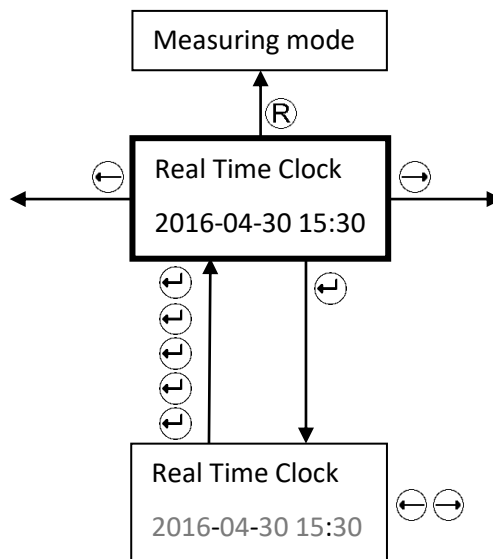 Measuring mode
R
Real Time Clock
2016-04-30 15:30
Real Time Clock
2016-04-30 15:30